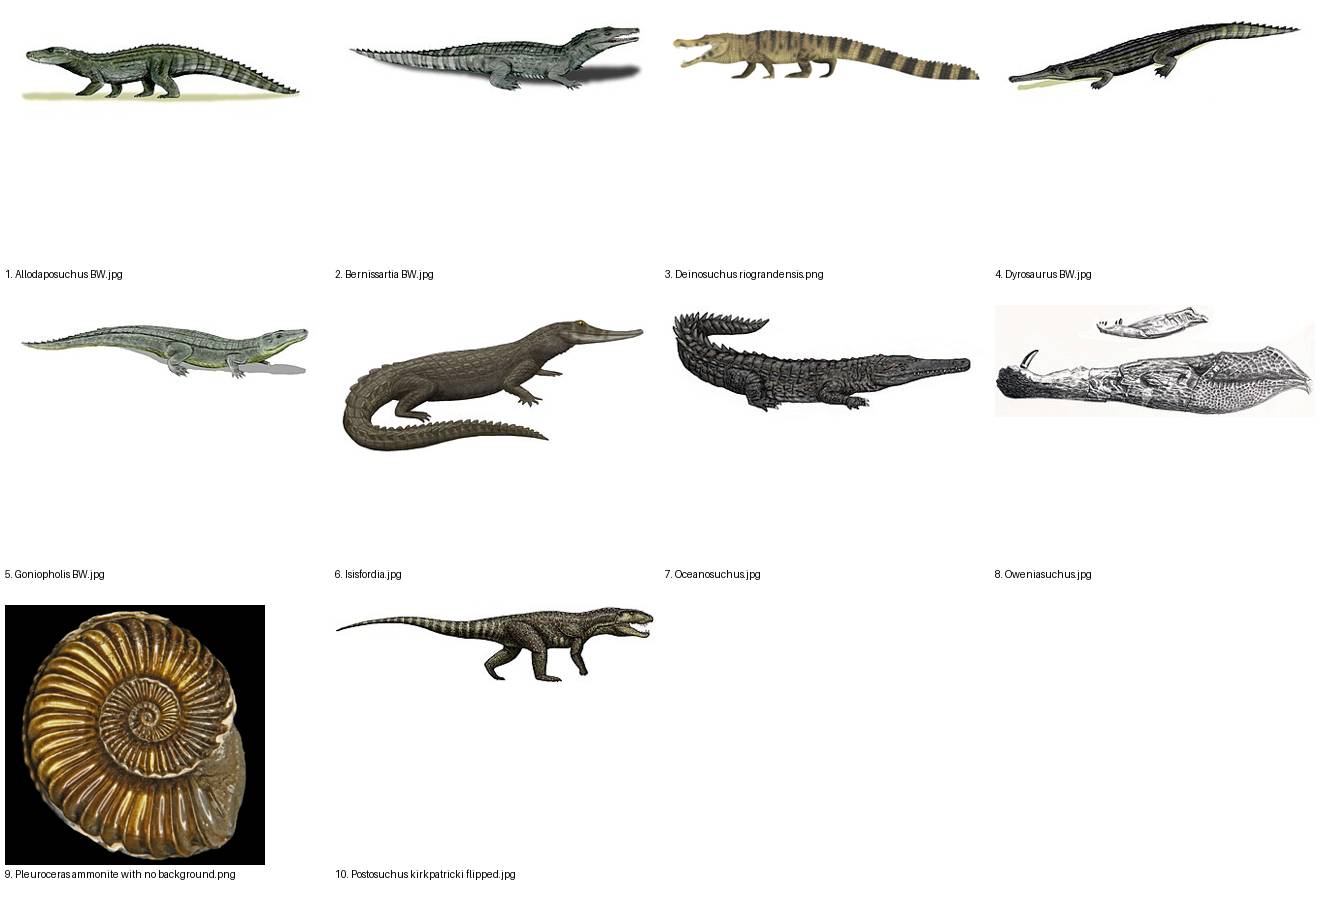 1. Allodaposuchus BW.jpg
2. Bernissartia BW.jpg
3. Deinosuchus riograndensis.png
4. Dyrosaurus BW.jpg
5. Goniopholis BW.jpg
6. Isisfordia.jpg
7. Oceanosuchus.jpg
8. Oweniasuchus.jpg
9. Pleuroceras ammonite with no background.png
10. Postosuchus kirkpatricki flipped.jpg